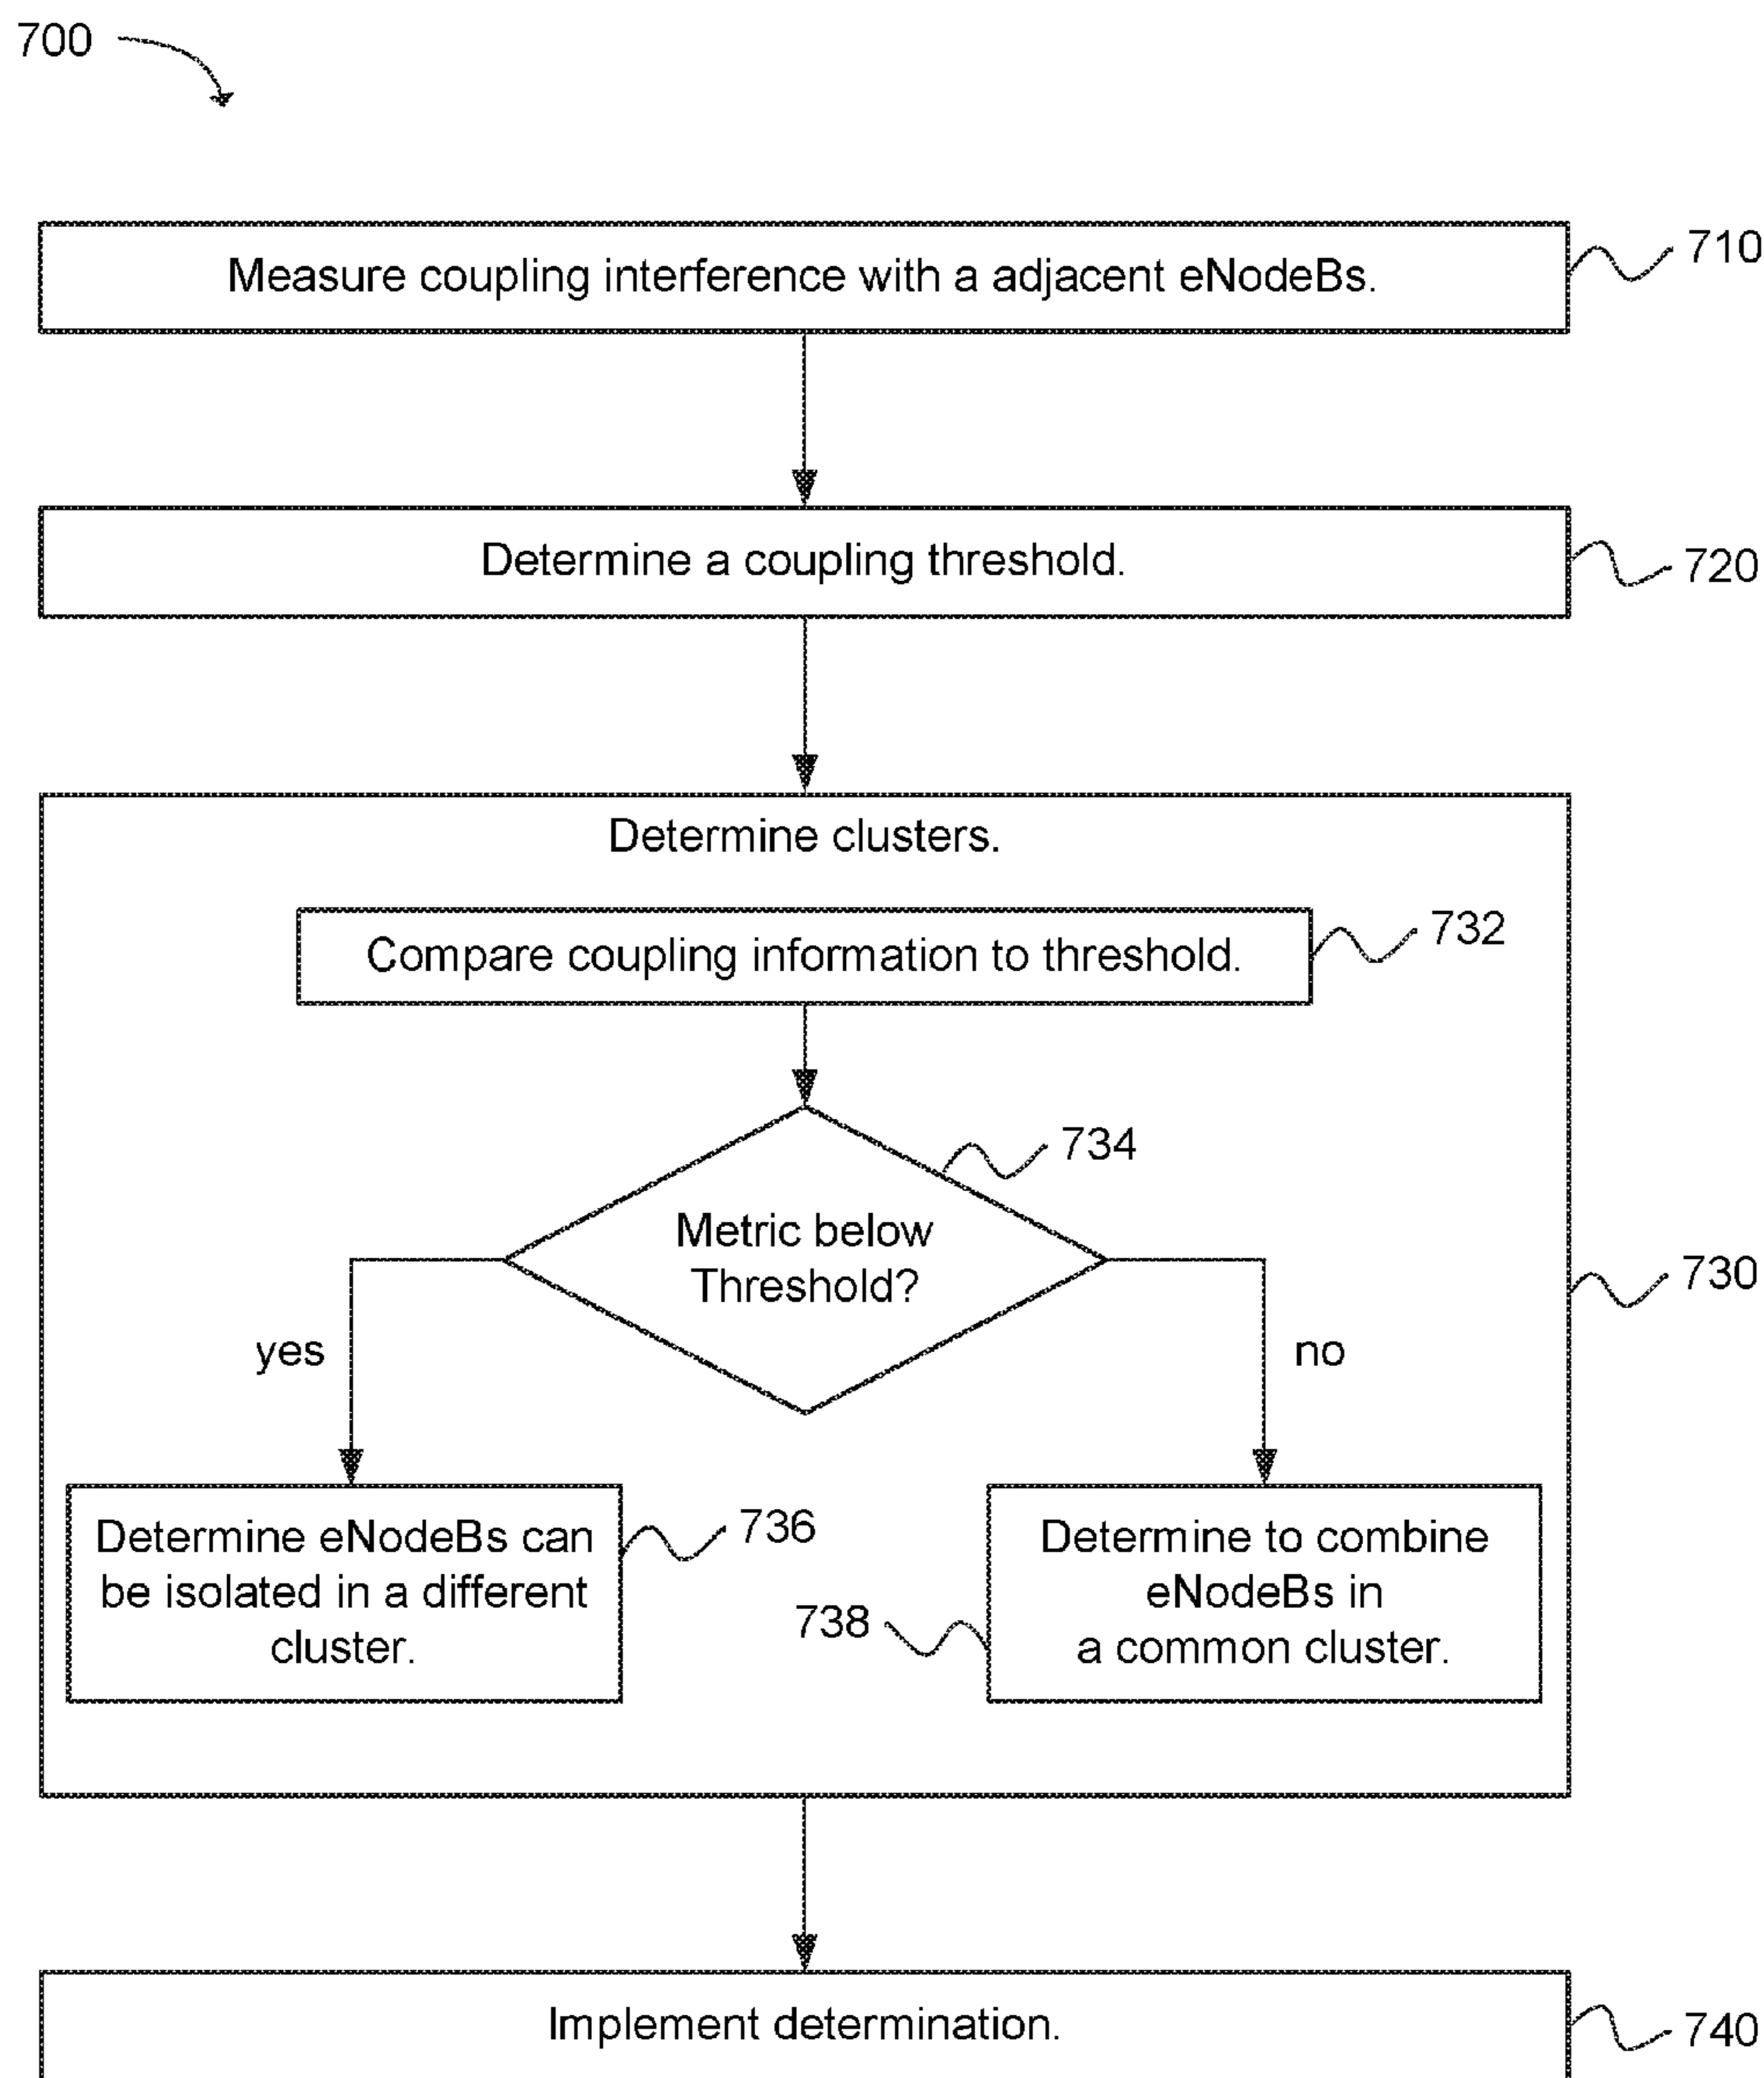 700
Measure coupling interference with a adjacent eNodeBs.
710
Determine a coupling threshold.
720
Determine clusters.
Compare coupling information to threshold.
732
734
Metric below
Threshold?
730
yes
no
Determine eNodeBs can
be isolated in a different
cluster.
736
738
Determine to combine
eNodeBs in
a common cluster.
Implement determination.
740